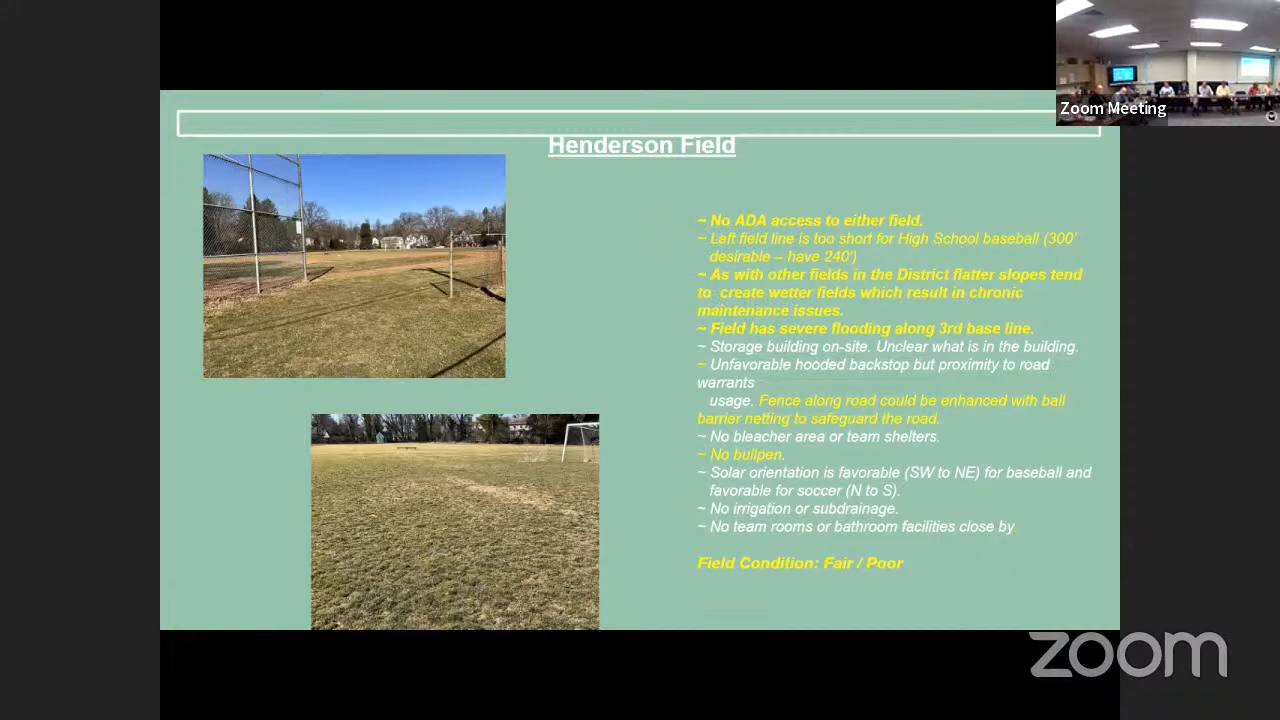 Zoom Meeting
Henderson Field
~ No ADA access to either field.
~ Left field line is too short for High School baseball (300'
desirable – have 240')
~ As with other fields in the District flatter slopes tend
to create wetter fields which result in chronic
maintenance issues.
~ Field has severe flooding along 3rd base line.
~ Storage building on-site. Unclear what is in the building.
~ Unfavorable hooded backstop but proximity to road
warrants
usage. Fence along road could be enhanced with ball
barrier netting to safeguard the road.
~ No bleacher area or team shelters.
~ No bullpen.
~ Solar orientation is favorable (SW to NE) for baseball and
favorable for soccer (N to S).
~ No irrigation or subdrainage.
~ No team rooms or bathroom facilities close by
Field Condition: Fair / Poor
zoom